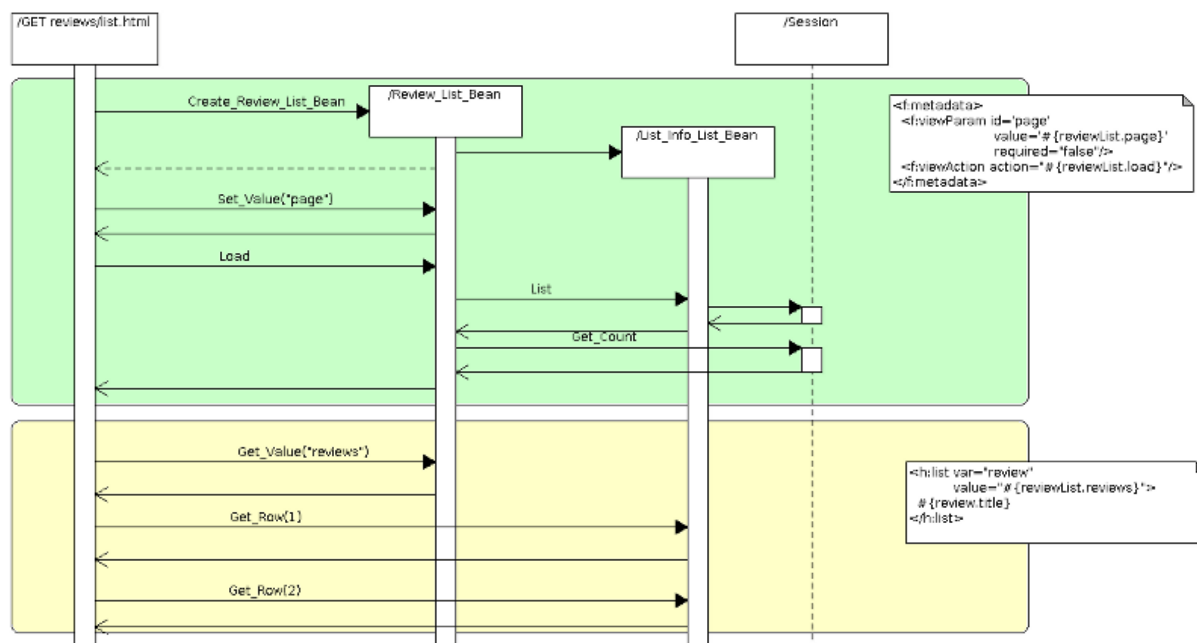 /GET reviews/list.html
/Session
Create_Review_List_Bean
/Review_List_Bean
/List_Info_List_Bean
<f:metadata>
<f:viewParam id='page'
value='#{reviewList.page}'
required="false"/>
<f:viewAction action="#{reviewList.load}"/>
</f:metadata>
Set_Value("page")
Load
List
Get_Count
Get_Value("reviews")
<h:list var="review"
value="#{reviewList.reviews}">
#{review.title}
</h:list>
Get_Row(1)
Get_Row(2)